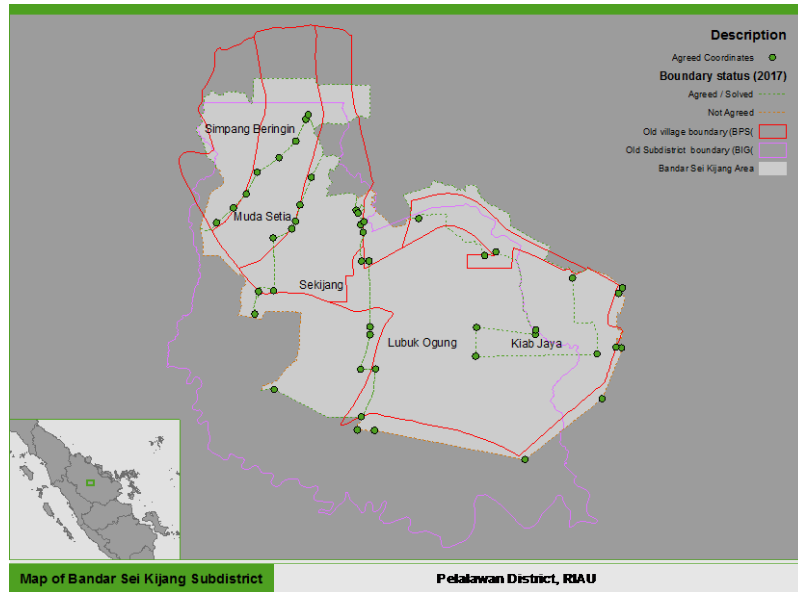 Description
Agreed Coordinates
Boundary status (2017)
Agreed / Solved
Not Agreed
Old village boundary (BPS(
Old Subdistrict boundary (BIG(
Bandar Sei Kijang Area
Simpang Beringin
Muda Setia
Sekijang
Lubuk Ogung
Kiab Jaya
Map of Bandar Sei Kijang Subdistrict
Pelalawan District, RIAU